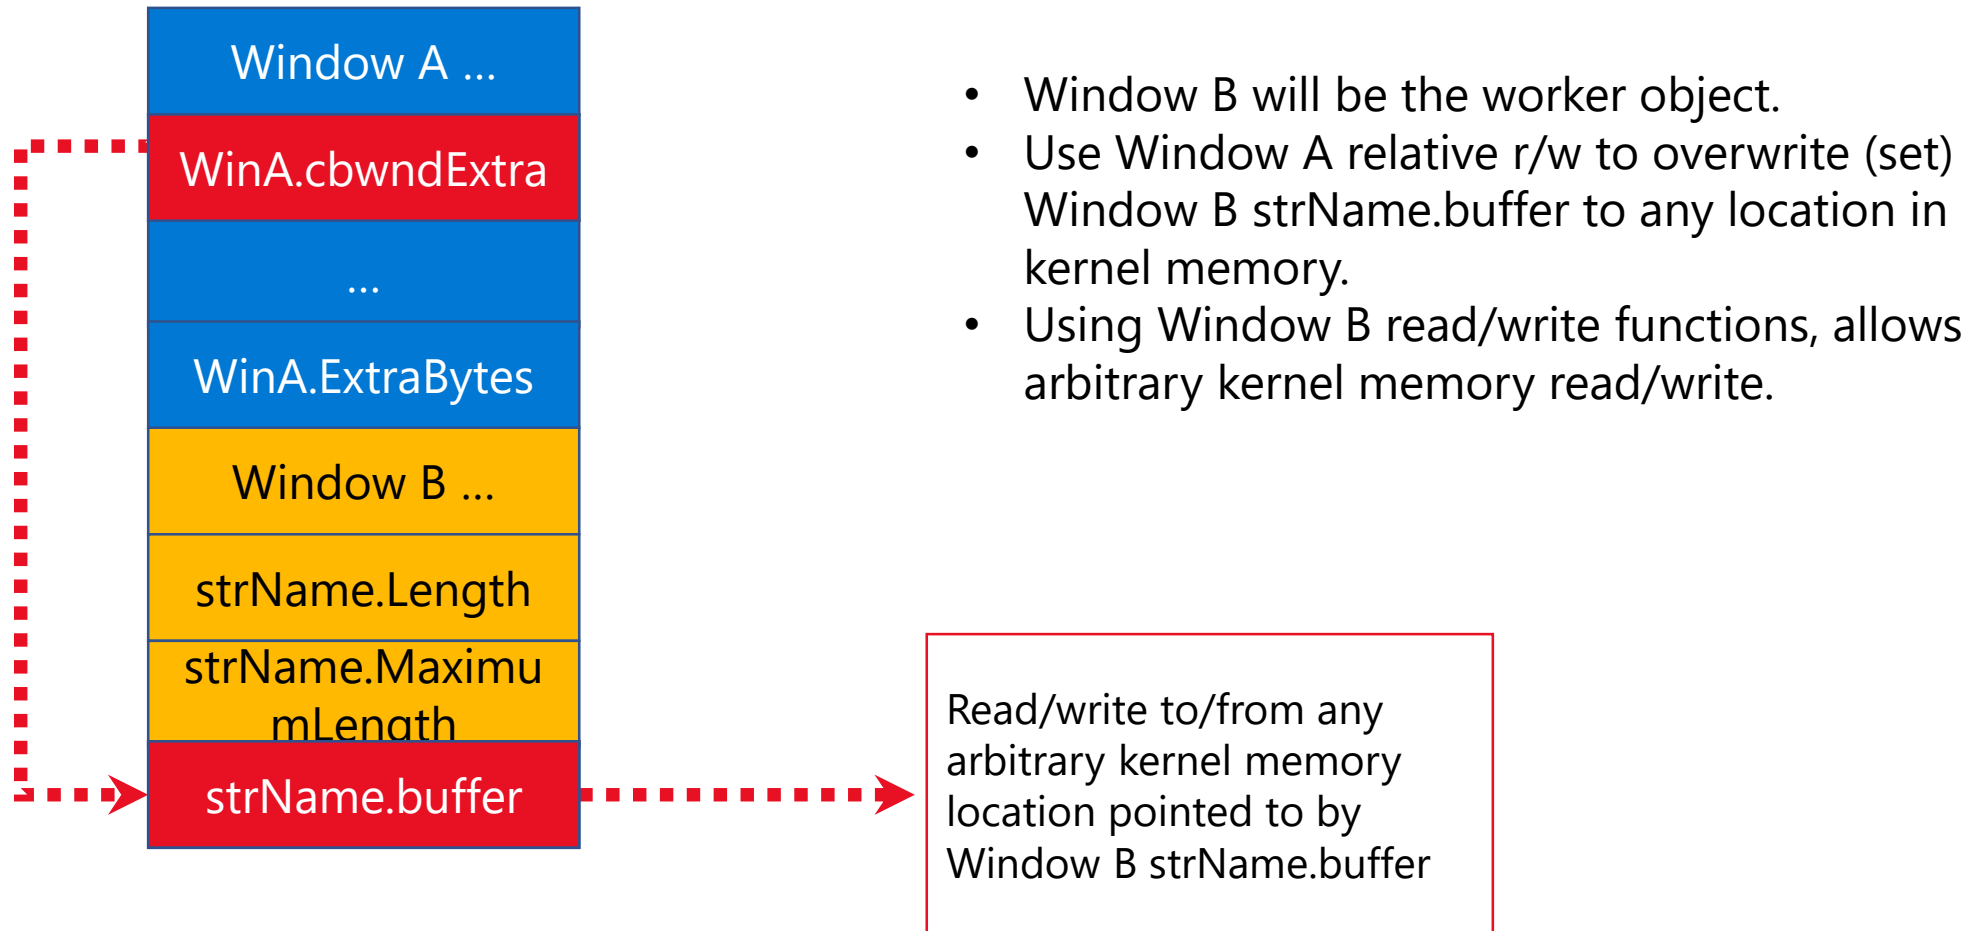 Window A ...
WinA.cbwndExtra
...
WinA.ExtraBytes
Window B ...
strName.Length
strName.Maximu
mLength
strName.buffer
• Window B will be the worker object.
• Use Window A relative r/w to overwrite (set)
Window B strName.buffer to any location in
kernel memory.
• Using Window B read/write functions, allows
arbitrary kernel memory read/write.
Read/write to/from any
arbitrary kernel memory
location pointed to by
Window B strName.buffer